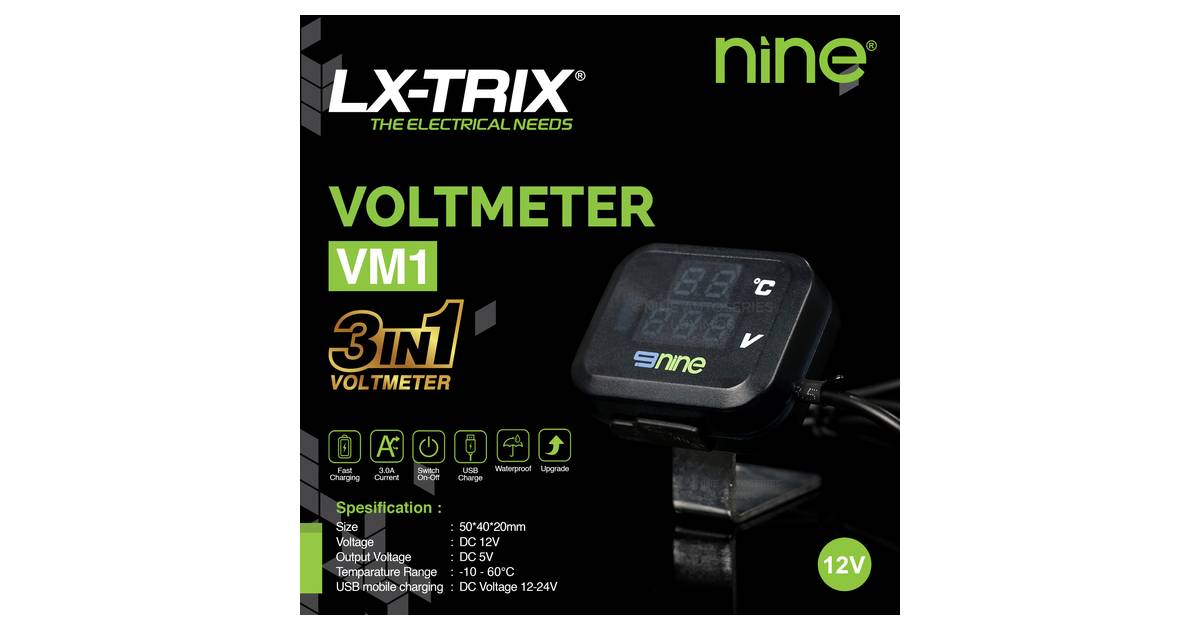 nine®
LX-TRIX®
THE ELECTRICAL NEEDS
VOLTMETER
VM1
3IN1
VOLTMETER
°C
V
9nine
Fast
Charging
3.0A
Current
Switch
On-Off
USB
Charge
Waterproof
Upgrade
Spesification :
Size : 50*40*20mm
Voltage : DC 12V
Output Voltage : DC 5V
Temparature Range : -10 - 60°C
USB mobile charging : DC Voltage 12-24V
12V